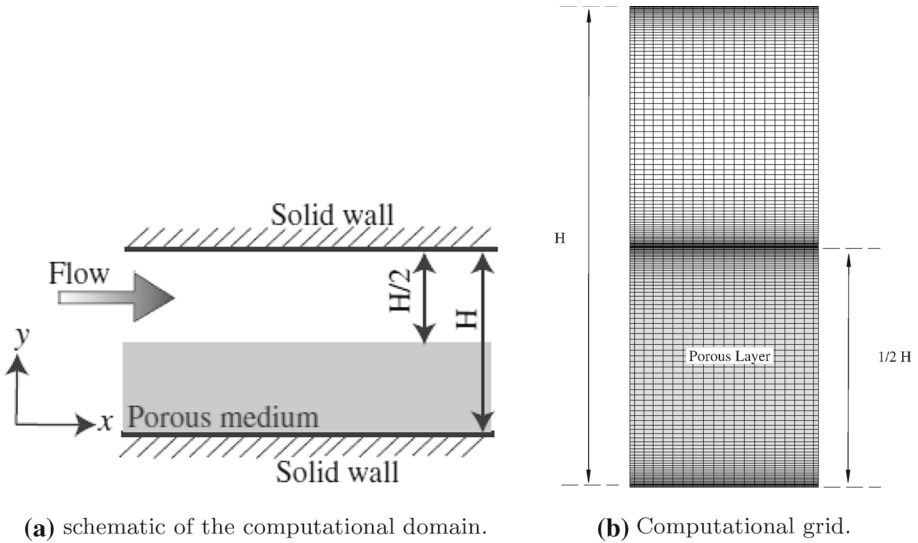 Solid wall
Flow
H/2
H
y
x
Porous medium
Solid wall
H
Porous Layer
1/2 H
(a) schematic of the computational domain.
(b) Computational grid.